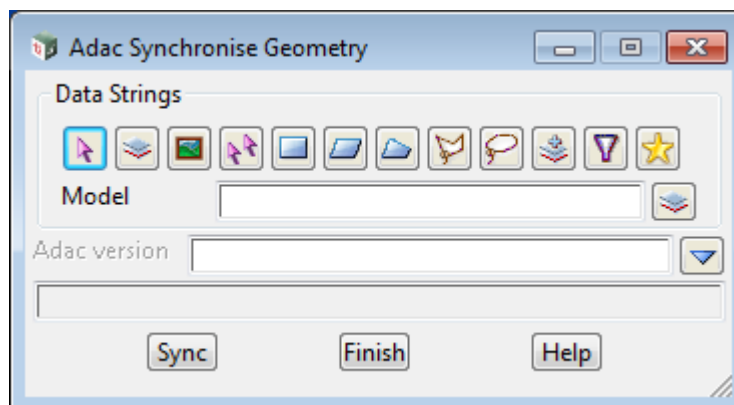 Adac Synchronise Geometry
Data Strings
Model
Adac version
Sync Finish Help